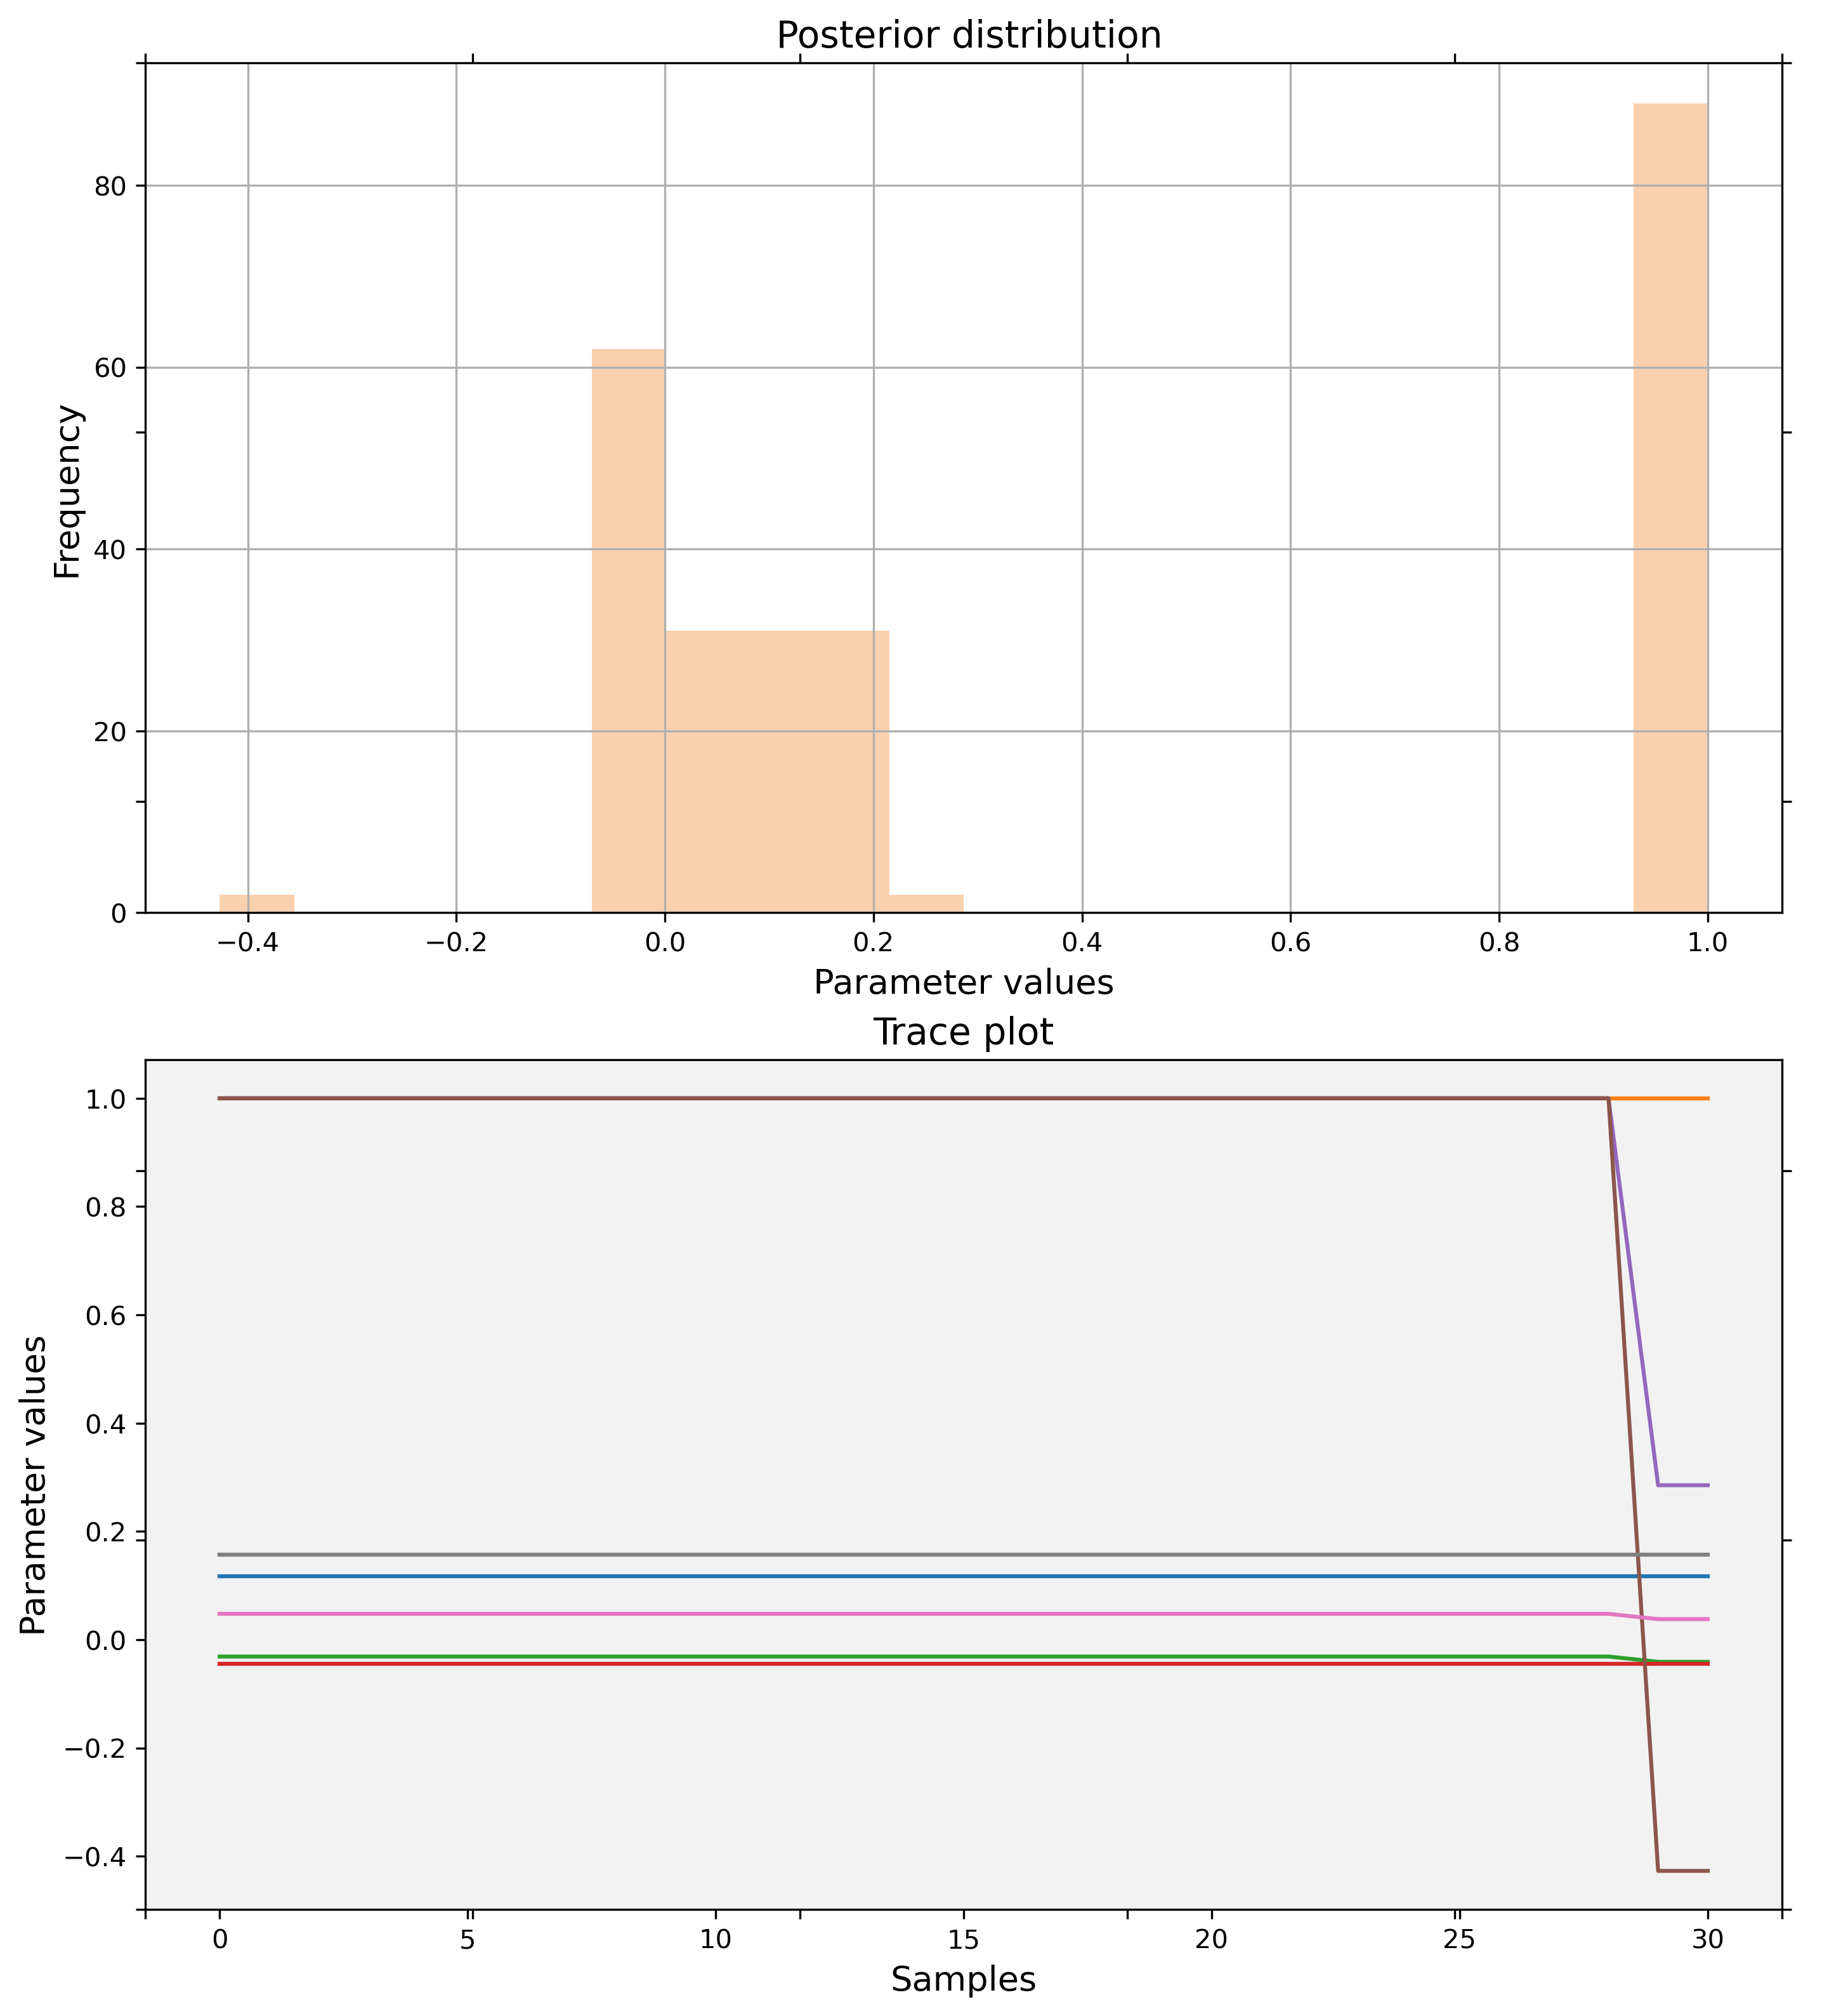 Posterior distribution
80
60
40
20
0
Frequency
−0.4 −0.2 0.0 0.2 0.4 0.6 0.8 1.0
Parameter values
Trace plot
1.0
0.8
0.6
0.4
0.2
0.0
−0.2
−0.4
Parameter values
0 5 10 15 20 25 30
Samples